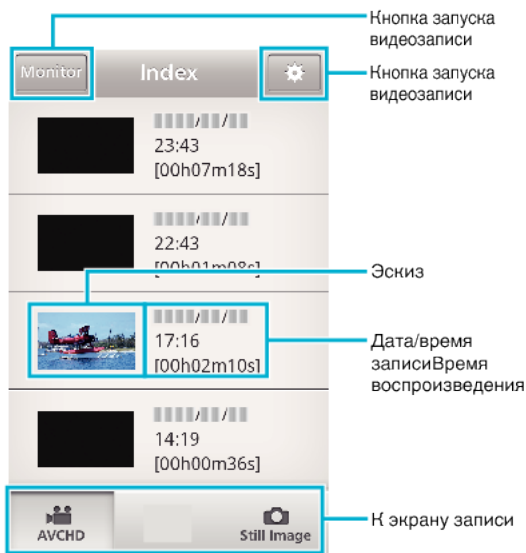 Кнопка запуска
видеозаписи
Monitor
Index
Кнопка запуска
видеозаписи
23:43
[00h07m18s]
22:43
[00h01m08s]
Эскиз
17:16
[00h02m10s]
Дата/время
записиВремя
воспроизведения
14:19
[00h00m36s]
AVCHD
Still Image
К экрану записи